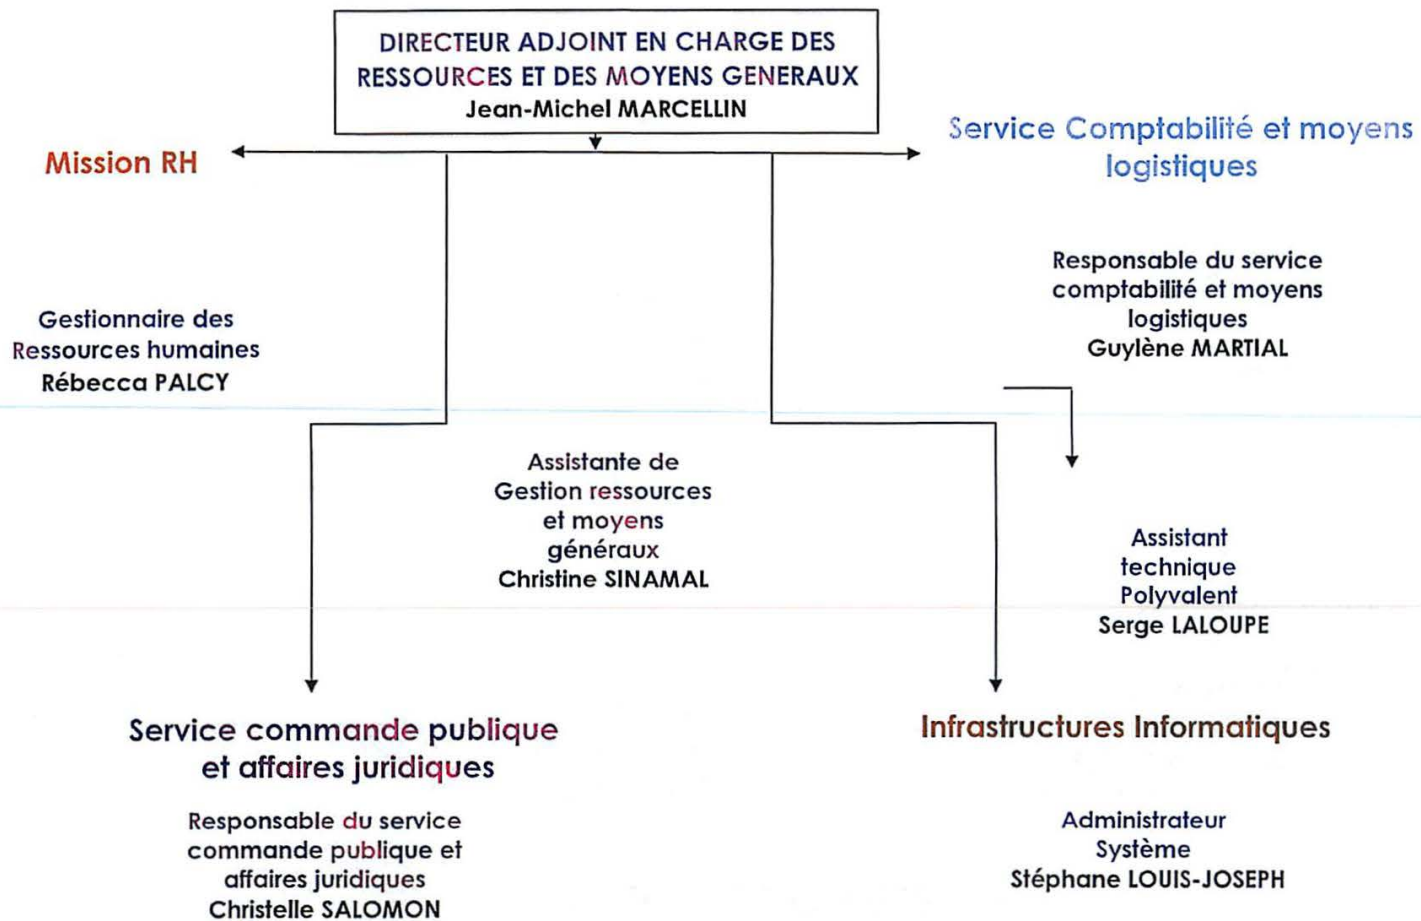 DIRECTEUR ADJOINT EN CHARGE DES
RESSOURCES ET DES MOYENS GENERAUX
Jean-Michel MARCELLIN
Mission RH
Service Comptabilité et moyens
logistiques
Gestionnaire des
Ressources humaines
Rébecca PALCY
Responsable du service
comptabilité et moyens
logistiques
Guylène MARTIAL
Assistante de
Gestion ressources
et moyens
généraux
Christine SINAMAL
Assistant
technique
Polyvalent
Serge LALOUPE
Service commande publique
et affaires juridiques
Responsable du service
commande publique et
affaires juridiques
Christelle SALOMON
Infrastructures Informatiques
Administrateur
Système
Stéphane LOUIS-JOSEPH